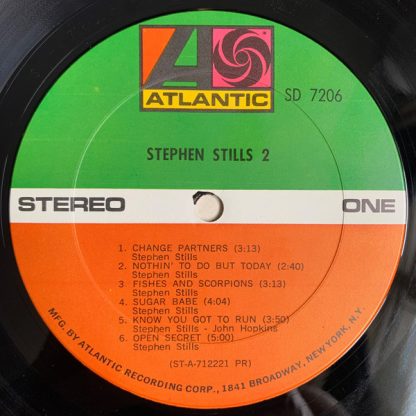 ATLANTIC
SD 7206
STEPHEN STILLS 2
STEREO ONE
1. CHANGE PARTNERS (3:13)
Stephen Stills
2. NOTHIN' TO DO BUT TODAY (2:40)
Stephen Stills
3. FISHES AND SCORPIONS (3:13)
Stephen Stills
4. SUGAR BABE (4:04)
Stephen Stills
5. KNOW YOU GOT TO RUN (3:50)
Stephen Stills - John Hopkins
6. OPEN SECRET (5:00)
Stephen Stills
(ST-A-712221 PR)
MFG. BY ATLANTIC RECORDING CORP., 1841 BROADWAY, NEW YORK, N.Y.